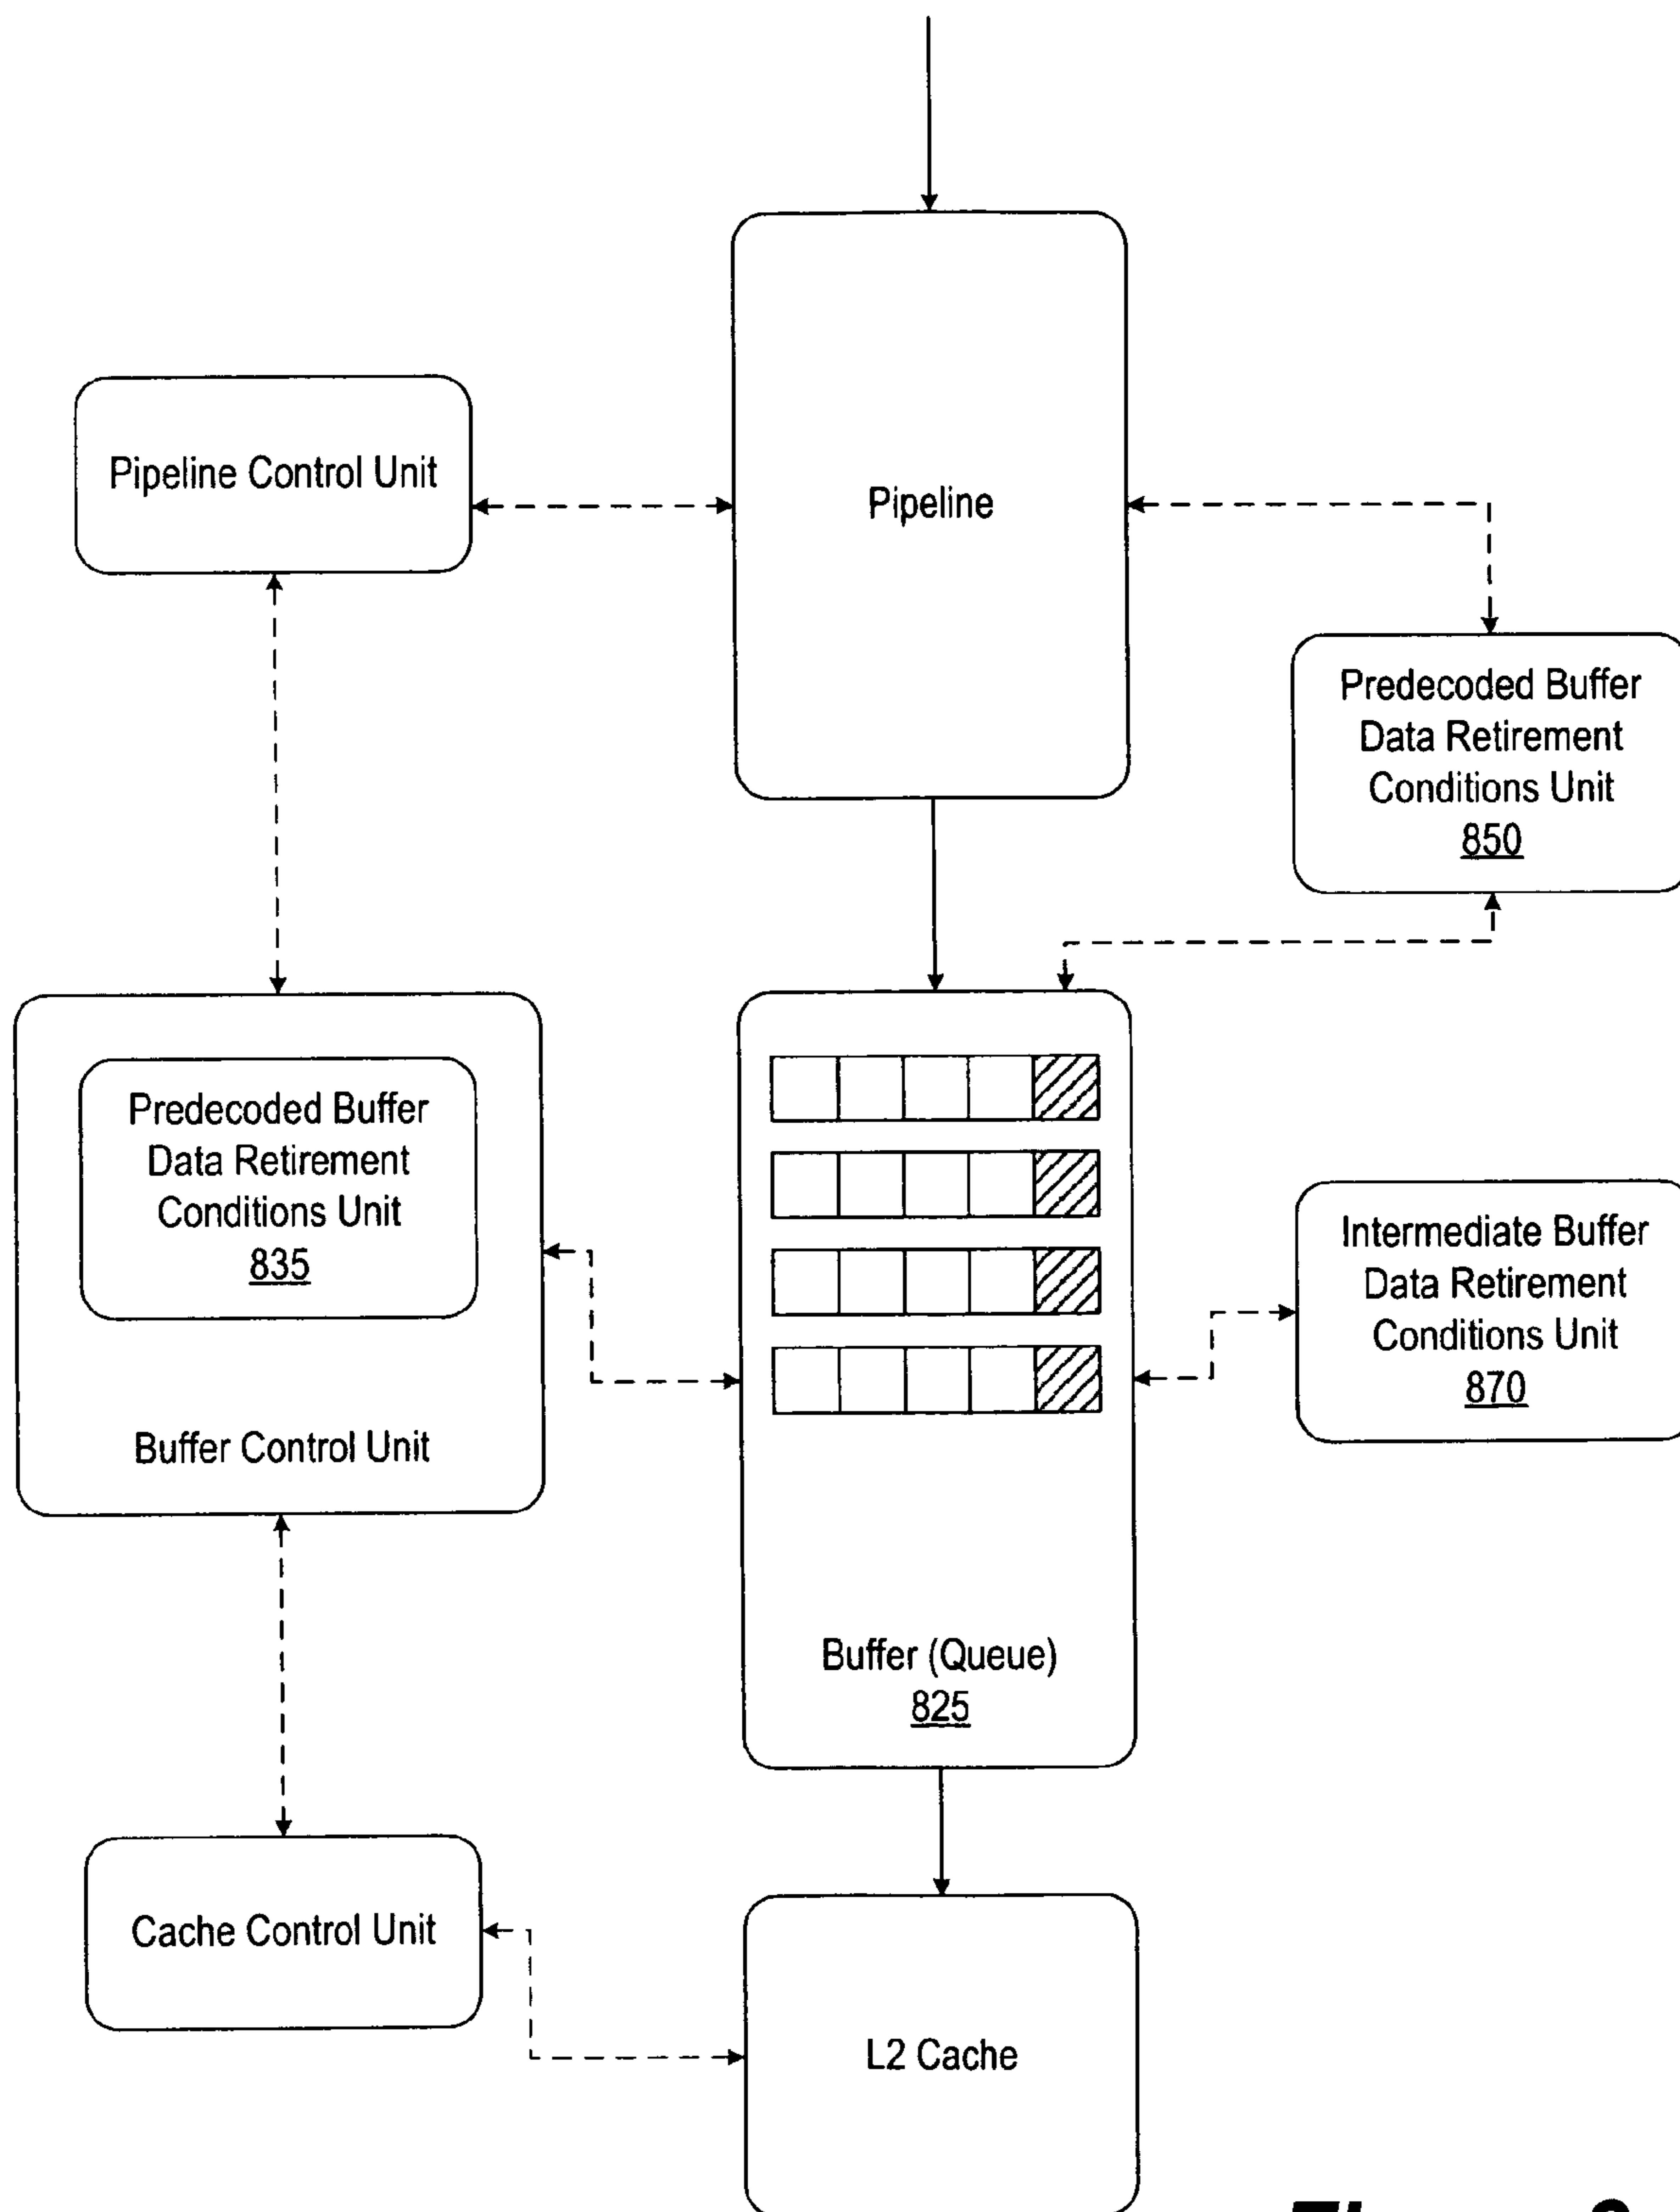 Pipeline Control Unit
Pipeline
Predecoded Buffer
Data Retirement
Conditions Unit
850
Predecoded Buffer
Data Retirement
Conditions Unit
835
Buffer Control Unit
Intermediate Buffer
Data Retirement
Conditions Unit
870
Buffer (Queue)
825
Cache Control Unit
L2 Cache